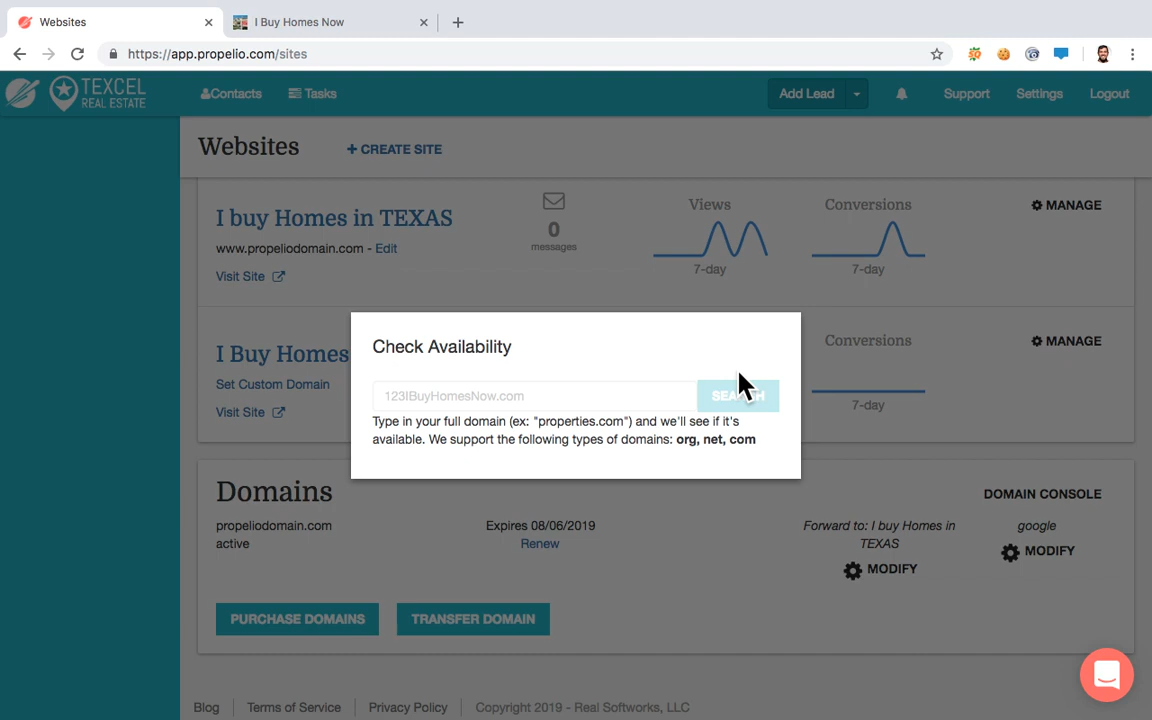 Websites
I Buy Homes Now
https://app.propelio.com/sites
TEXCEL
REAL ESTATE
Contacts
Tasks
Add Lead
Support
Settings
Logout
Websites
+ CREATE SITE
I buy Homes in TEXAS
www.propeliodomain.com - Edit
Visit Site
0
messages
Views
7-day
Conversions
7-day
MANAGE
I Buy Homes
Set Custom Domain
Visit Site
Conversions
7-day
MANAGE
Check Availability
123IBuyHomesNow.com
SEARCH
Type in your full domain (ex: "properties.com") and we'll see if it's
available. We support the following types of domains: org, net, com
Domains
DOMAIN CONSOLE
propeliodomain.com
active
Expires 08/06/2019
Renew
Forward to: I buy Homes in
TEXAS
MODIFY
google
MODIFY
PURCHASE DOMAINS
TRANSFER DOMAIN
Blog
Terms of Service
Privacy Policy
Copyright 2019 - Real Softworks, LLC